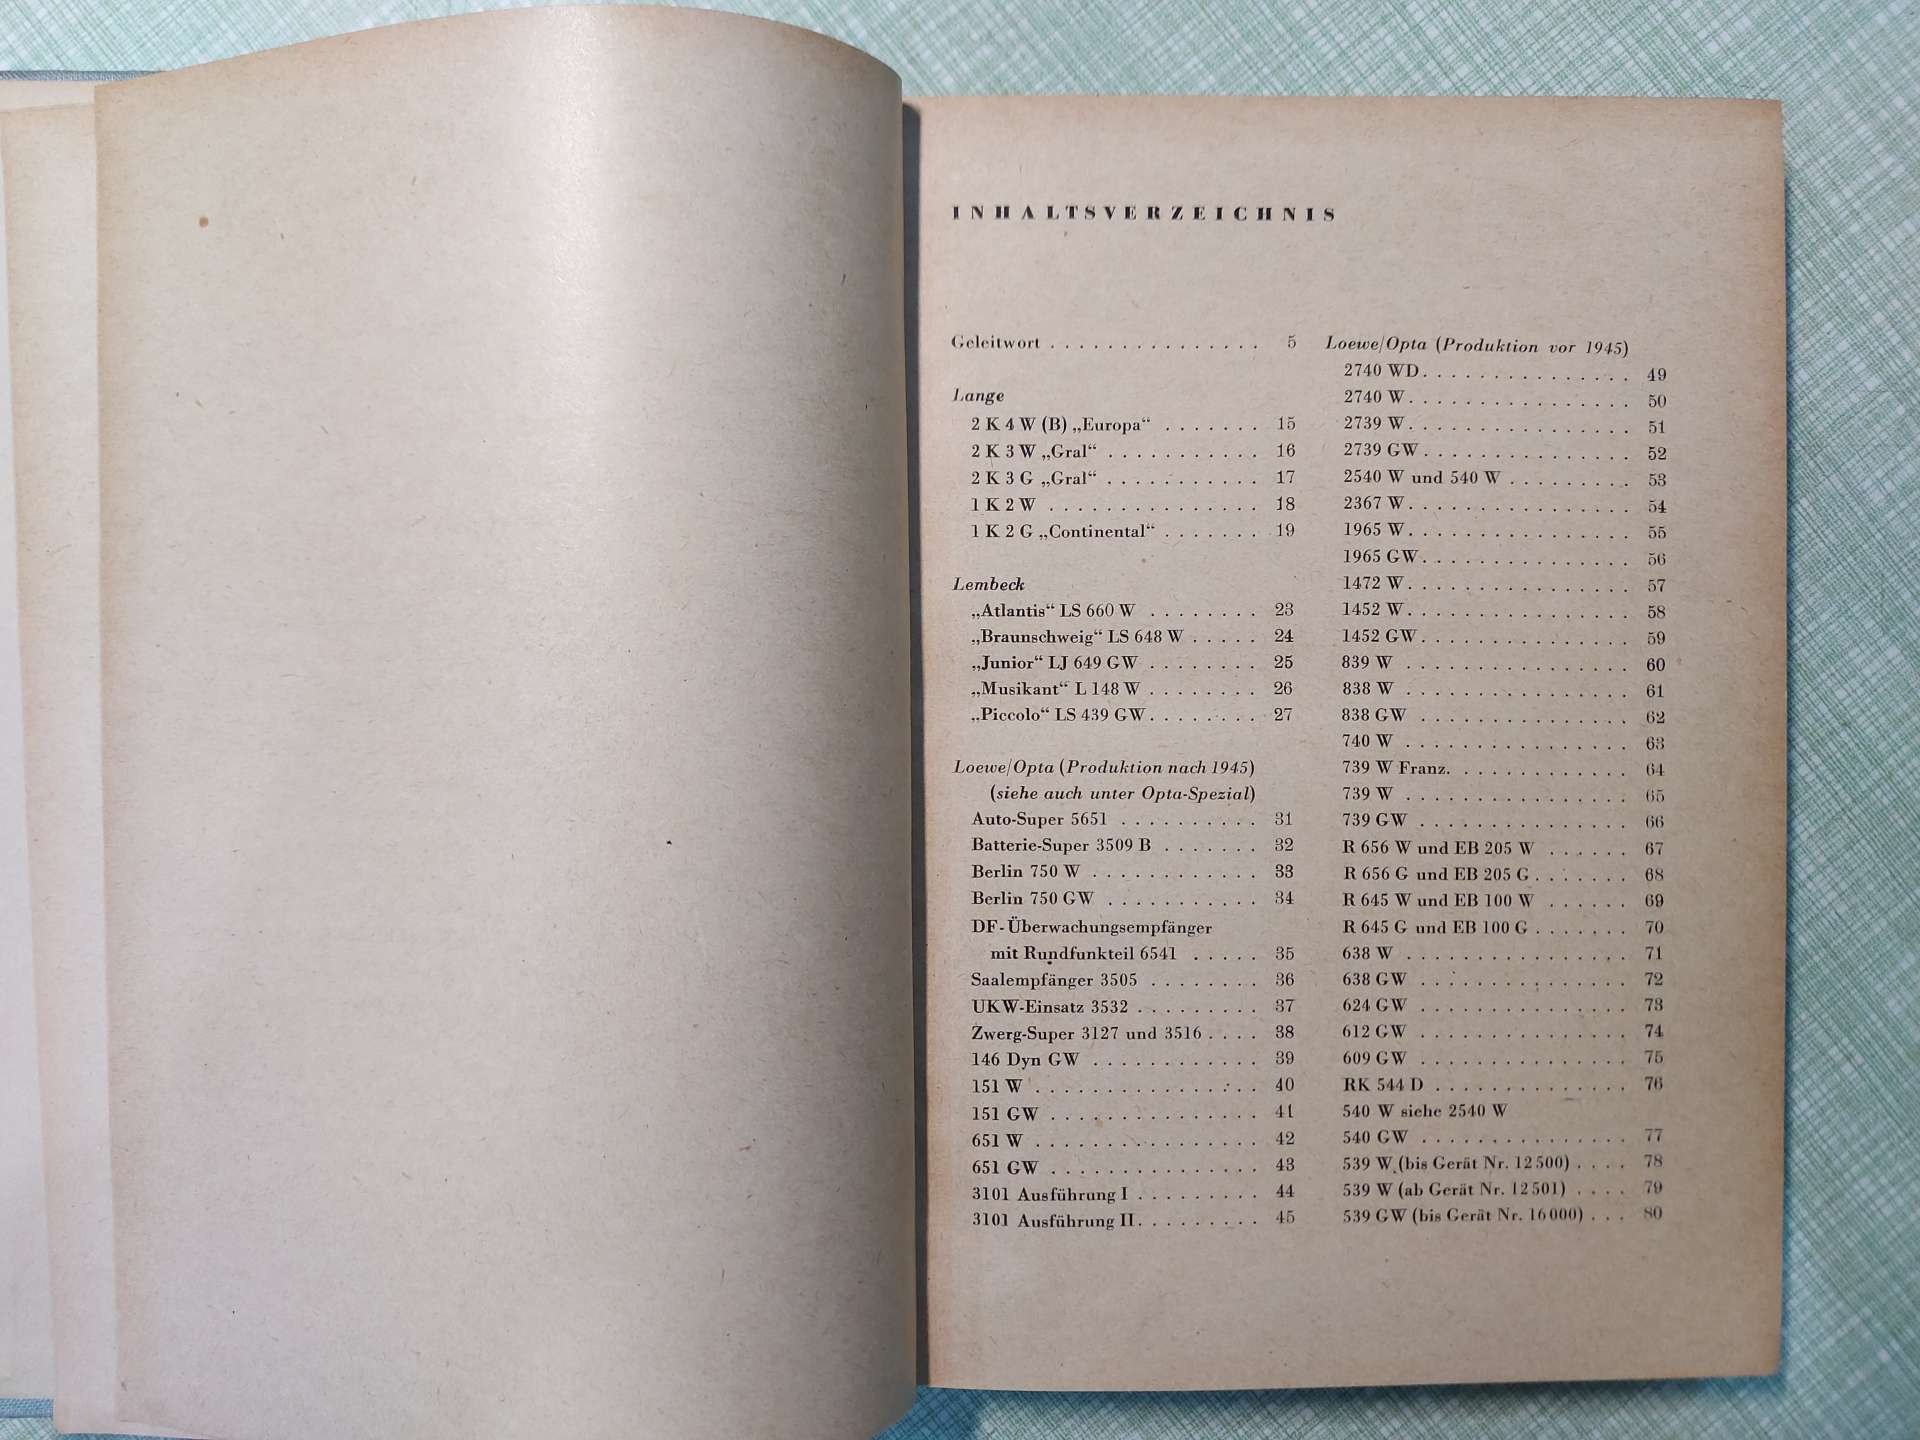 INHALTSVERZEICHNIS
Geleitwort . . . . . . . . . . . . . . . 5
Lange
2 K 4 W (B) „Europa“ . . . . . . . 15
2 K 3 W „Gral“ . . . . . . . . . . . 16
2 K 3 G „Gral“ . . . . . . . . . . . 17
1 K 2 W . . . . . . . . . . . . . . . 18
1 K 2 G „Continental“ . . . . . . . 19
Lembeck
„Atlantis“ LS 660 W . . . . . . . . 23
„Braunschweig“ LS 648 W . . . . . 24
„Junior“ LJ 649 GW . . . . . . . . 25
„Musikant“ L 148 W . . . . . . . . 26
„Piccolo“ LS 439 GW . . . . . . . . 27
Loewe/Opta (Produktion nach 1945)
(siehe auch unter Opta-Spezial)
Auto-Super 5651 . . . . . . . . . . 31
Batterie-Super 3509 B . . . . . . . 32
Berlin 750 W . . . . . . . . . . . . 33
Berlin 750 GW . . . . . . . . . . . 34
DF-Überwachungsempfänger
mit Rundfunkteil 6541 . . . . . 35
Saalempfänger 3505 . . . . . . . . 36
UKW-Einsatz 3532 . . . . . . . . . 37
Zwerg-Super 3127 und 3516 . . . . 38
146 Dyn GW . . . . . . . . . . . . 39
151 W . . . . . . . . . . . . . . . . 40
151 GW . . . . . . . . . . . . . . . 41
651 W . . . . . . . . . . . . . . . . 42
651 GW . . . . . . . . . . . . . . . 43
3101 Ausführung I . . . . . . . . . 44
3101 Ausführung II . . . . . . . . . 45
Loewe/Opta (Produktion vor 1945)
2740 WD . . . . . . . . . . . . . . . 49
2740 W . . . . . . . . . . . . . . . . 50
2739 W . . . . . . . . . . . . . . . . 51
2739 GW . . . . . . . . . . . . . . . 52
2540 W und 540 W . . . . . . . . . 53
2367 W . . . . . . . . . . . . . . . . 54
1965 W . . . . . . . . . . . . . . . . 55
1965 GW . . . . . . . . . . . . . . . 56
1472 W . . . . . . . . . . . . . . . . 57
1452 W . . . . . . . . . . . . . . . . 58
1452 GW . . . . . . . . . . . . . . . 59
839 W . . . . . . . . . . . . . . . . 60
838 W . . . . . . . . . . . . . . . . 61
838 GW . . . . . . . . . . . . . . . 62
740 W . . . . . . . . . . . . . . . . 63
739 W Franz. . . . . . . . . . . . . 64
739 W . . . . . . . . . . . . . . . . 65
739 GW . . . . . . . . . . . . . . . 66
R 656 W und EB 205 W . . . . . . 67
R 656 G und EB 205 G . . . . . . . 68
R 645 W und EB 100 W . . . . . . 69
R 645 G und EB 100 G . . . . . . . 70
638 W . . . . . . . . . . . . . . . . 71
638 GW . . . . . . . . . . . . . . . 72
624 GW . . . . . . . . . . . . . . . 73
612 GW . . . . . . . . . . . . . . . 74
609 GW . . . . . . . . . . . . . . . 75
RK 544 D . . . . . . . . . . . . . . 76
540 W siehe 2540 W
540 GW . . . . . . . . . . . . . . . 77
539 W (bis Gerät Nr. 12 500) . . . . 78
539 W (ab Gerät Nr. 12 501) . . . . 79
539 GW (bis Gerät Nr. 16 000) . . . 80